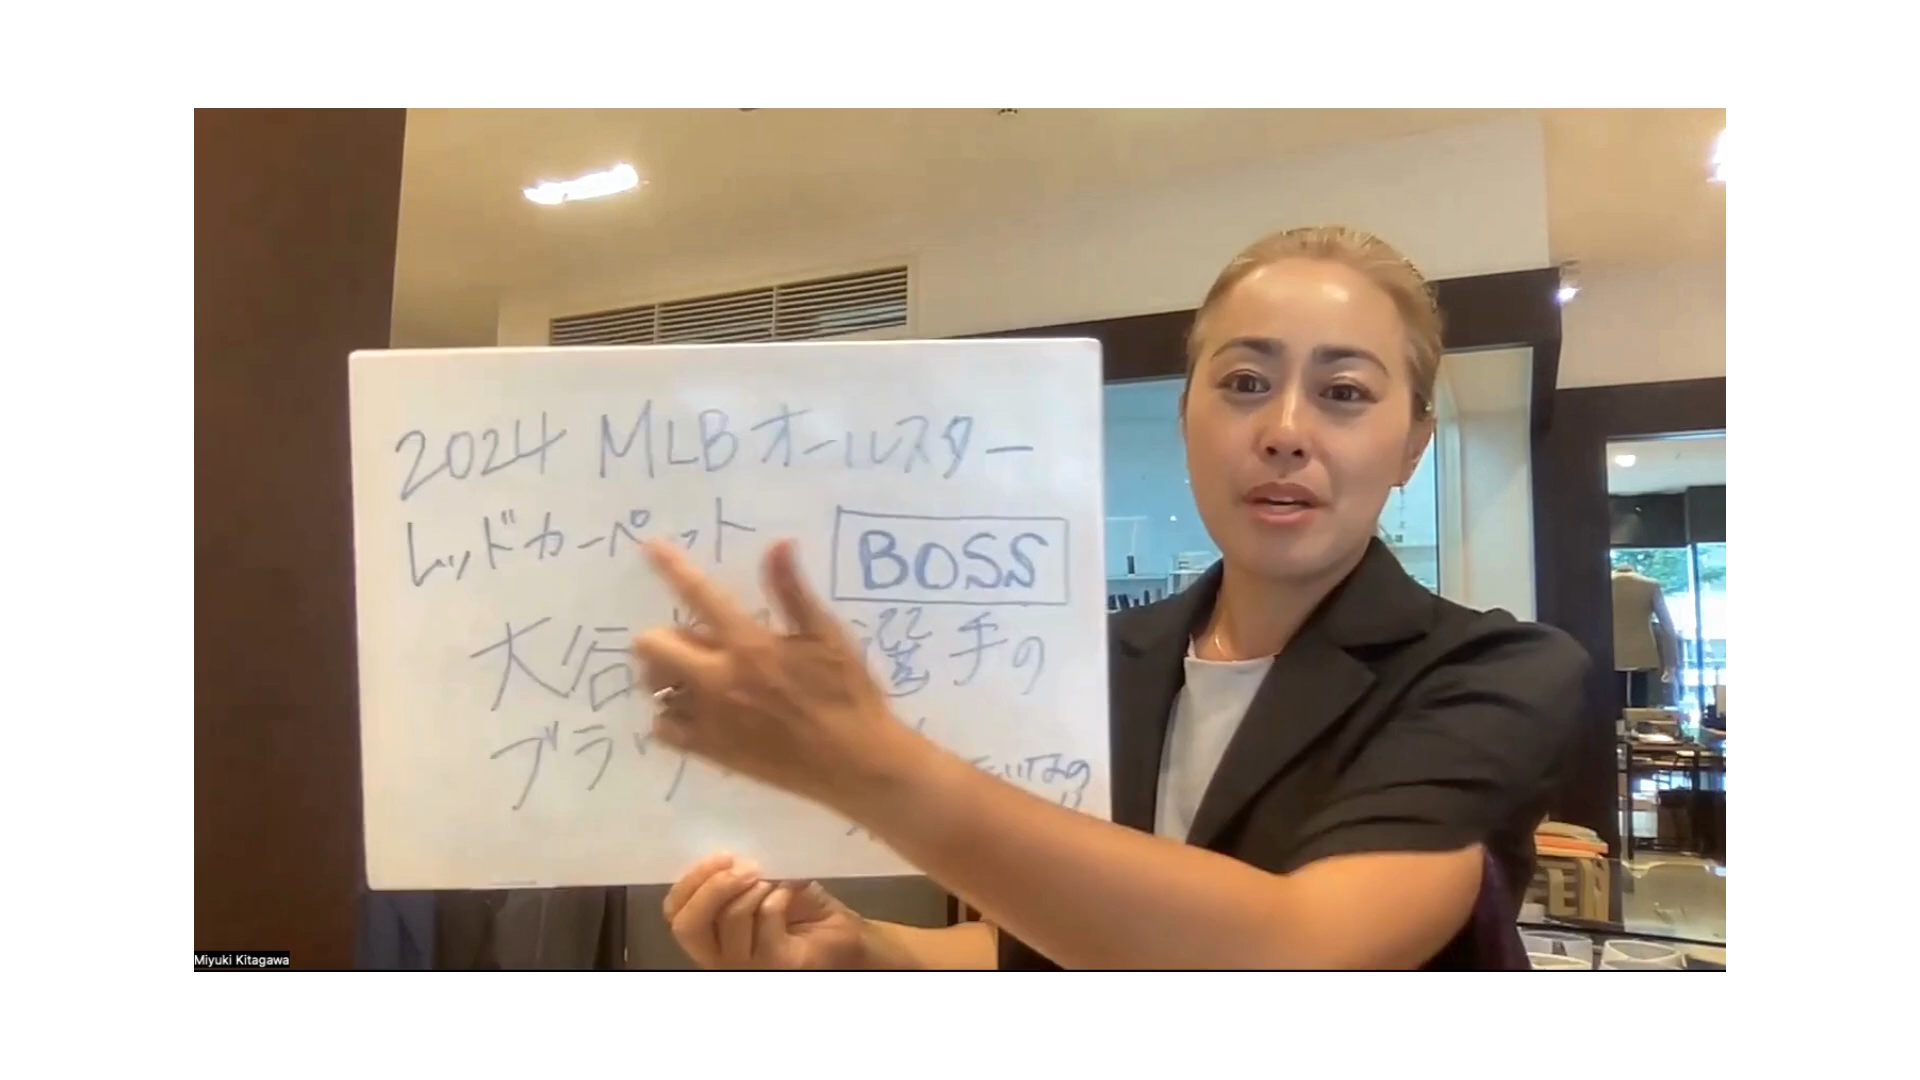 2024 MLBオールスター
レッドカーペット
BOSS
大谷 選手の
ブラウ
Miyuki Kitagawa
EEN